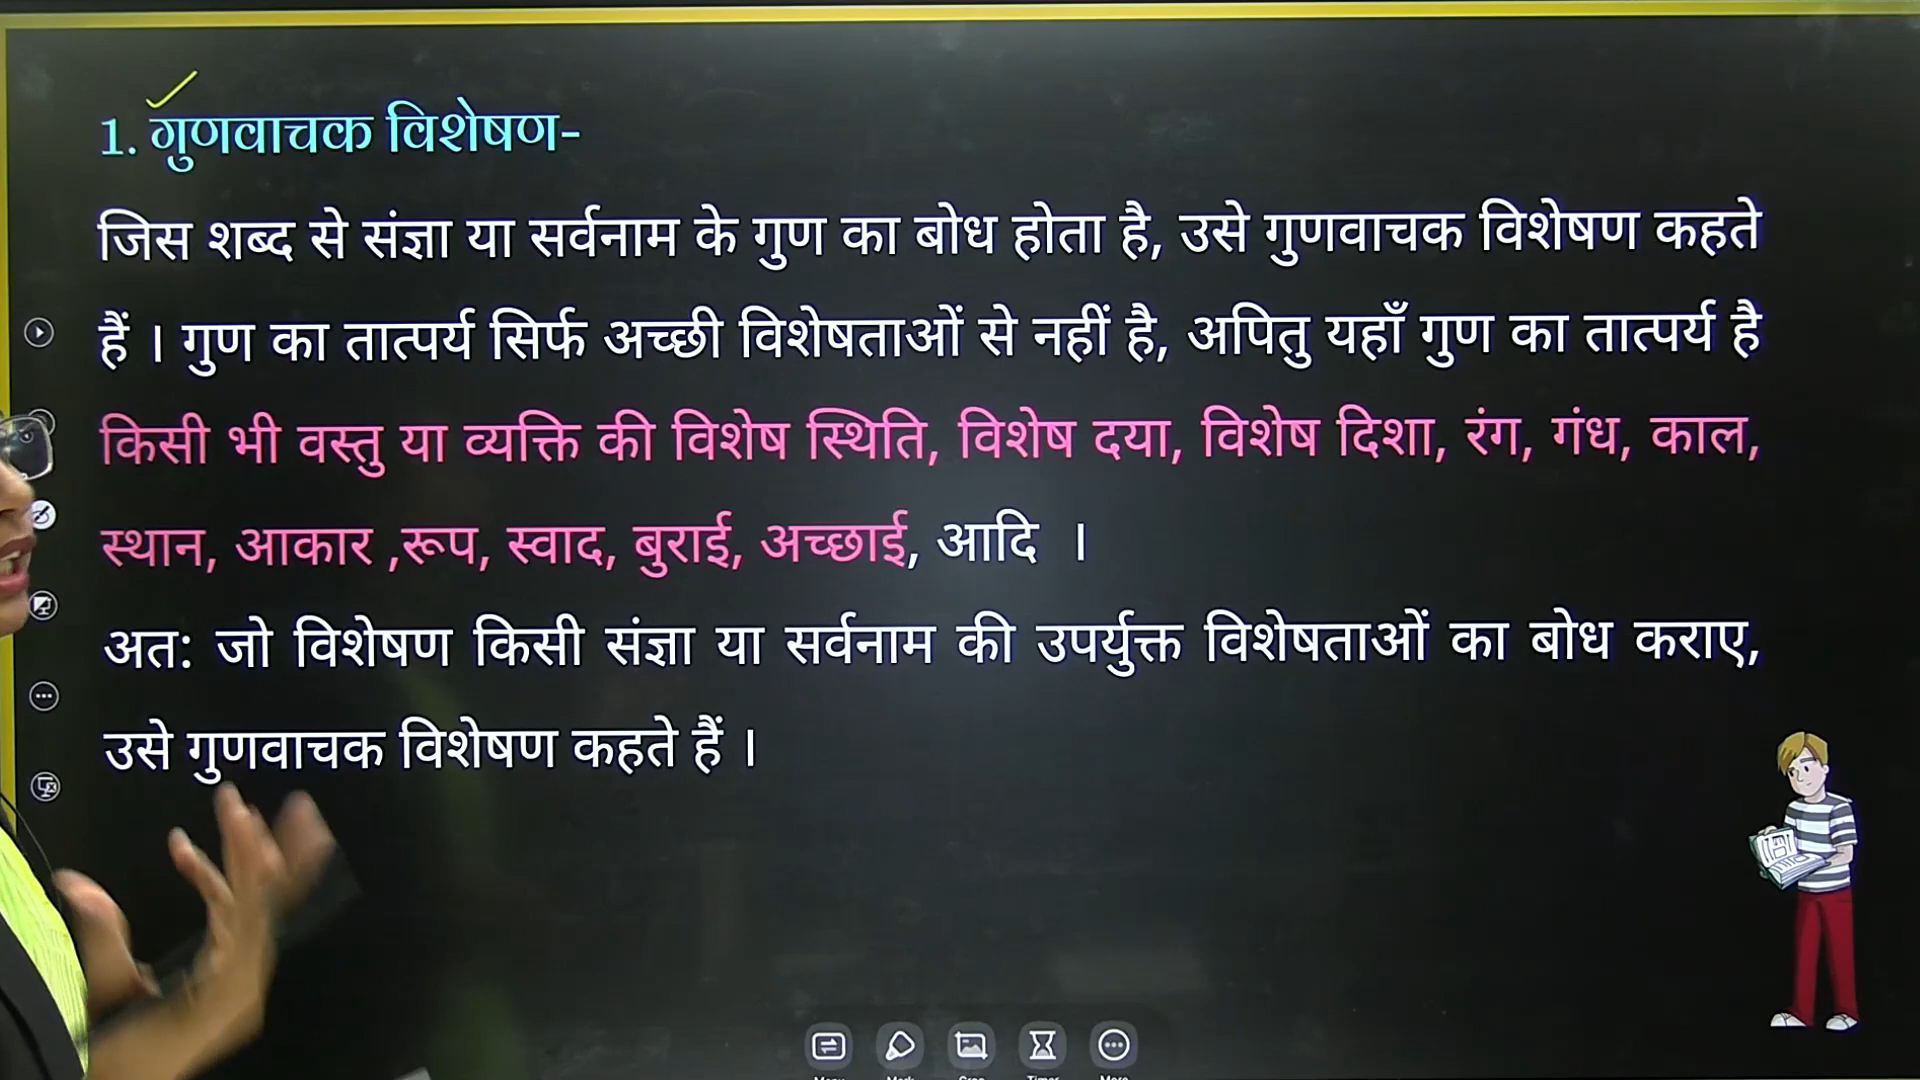 1. गुणवाचक विशेषण-
जिस शब्द से संज्ञा या सर्वनाम के गुण का बोध होता है, उसे गुणवाचक विशेषण कहते
हैं । गुण का तात्पर्य सिर्फ अच्छी विशेषताओं से नहीं है, अपितु यहाँ गुण का तात्पर्य है
किसी भी वस्तु या व्यक्ति की विशेष स्थिति, विशेष दया, विशेष दिशा, रंग, गंध, काल,
स्थान, आकार ,रूप, स्वाद, बुराई, अच्छाई, आदि ।
अत: जो विशेषण किसी संज्ञा या सर्वनाम की उपर्युक्त विशेषताओं का बोध कराए,
उसे गुणवाचक विशेषण कहते हैं ।